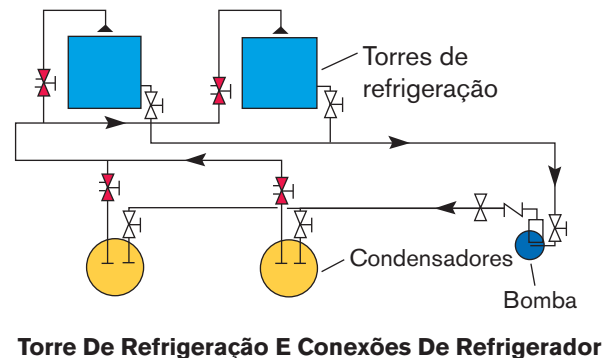 Torres de
refrigeração
Condensadores
Bomba
Torre De Refrigeração E Conexões De Refrigerador